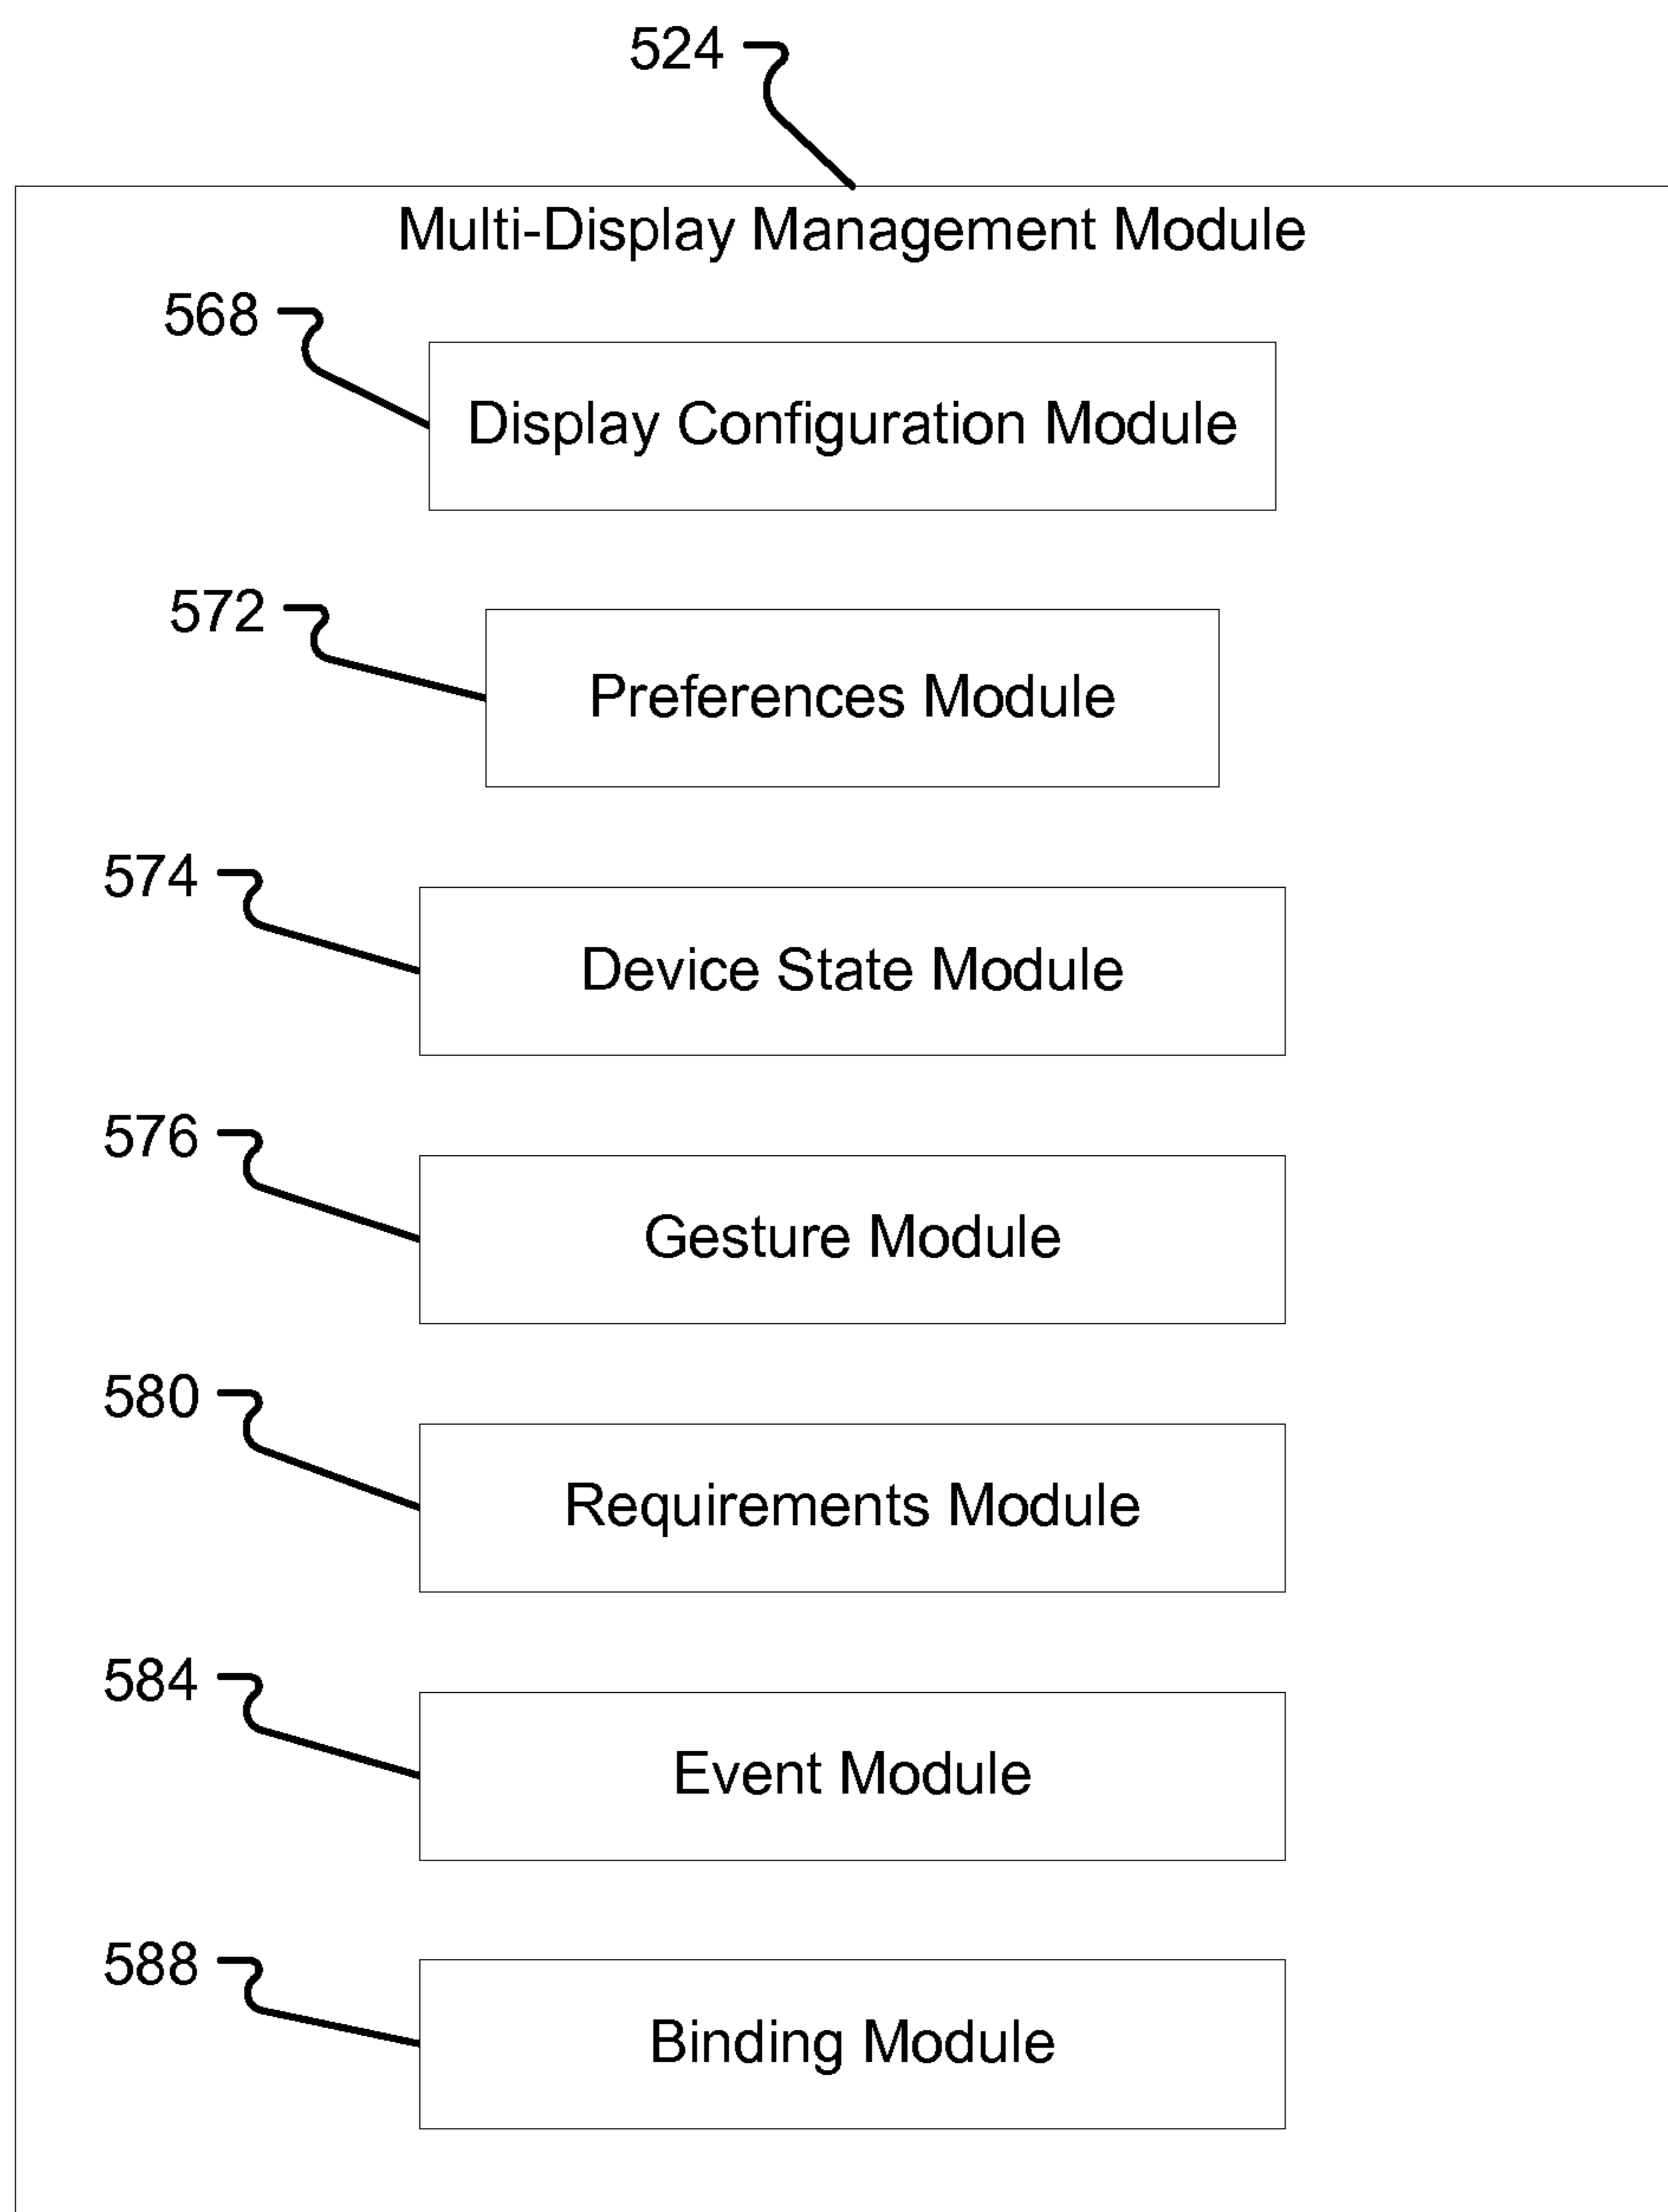 524
Multi-Display Management Module
568
Display Configuration Module
572
Preferences Module
574
Device State Module
576
Gesture Module
580
Requirements Module
584
Event Module
588
Binding Module